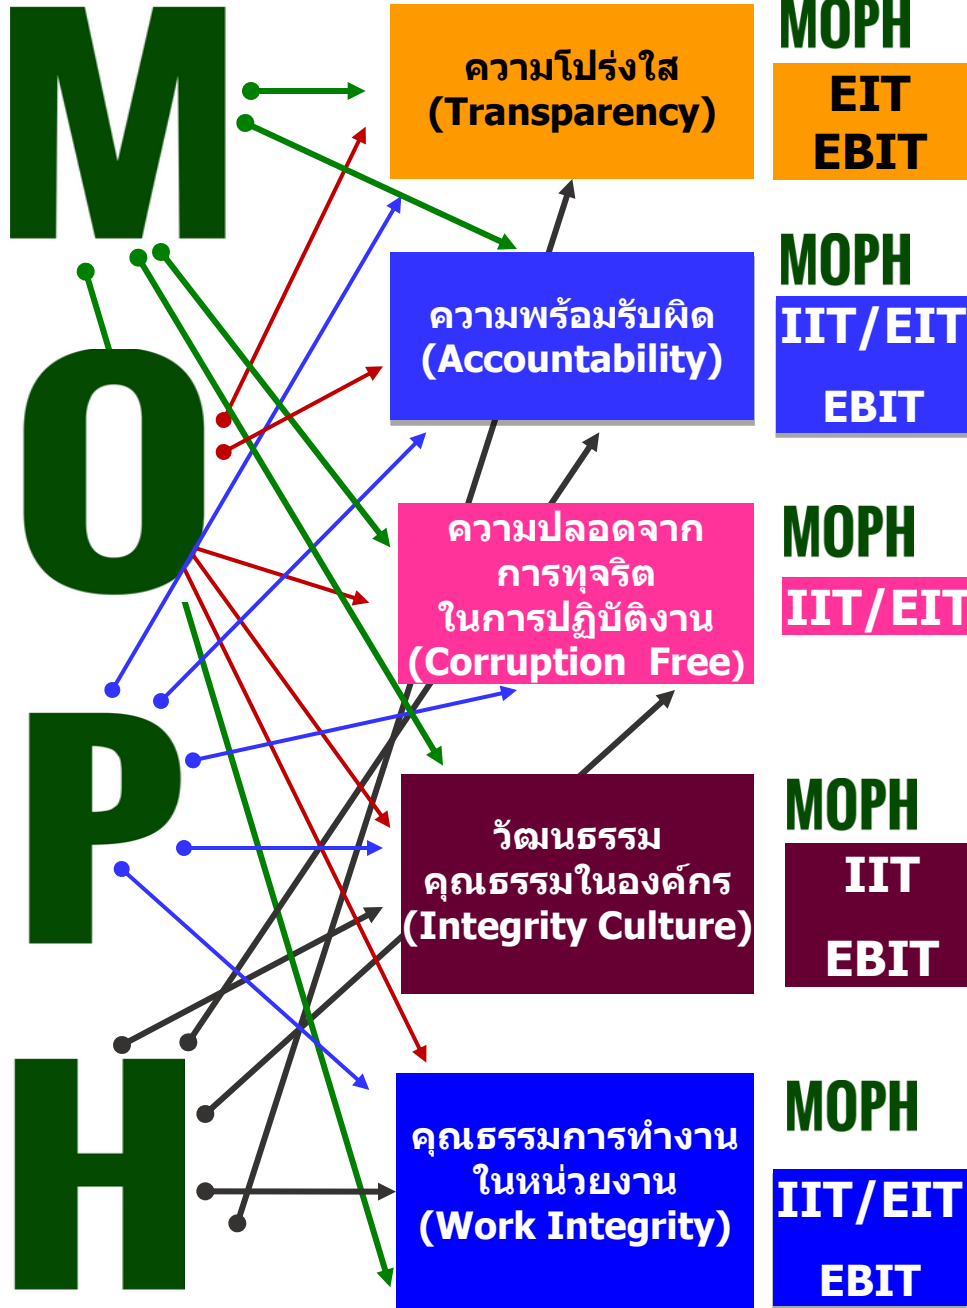 M
O
P
H
ความโปร่งใส
(Transparency)
MOPH
EIT
EBIT
ความพร้อมรับผิด
(Accountability)
MOPH
IIT/EIT
EBIT
ความปลอดจาก
การทุจริต
ในการปฏิบัติงาน
(Corruption Free)
MOPH
IIT/EIT
วัฒนธรรม
คุณธรรมในองค์กร
(Integrity Culture)
MOPH
IIT
EBIT
คุณธรรมการทำงาน
ในหน่วยงาน
(Work Integrity)
MOPH
IIT/EIT
EBIT